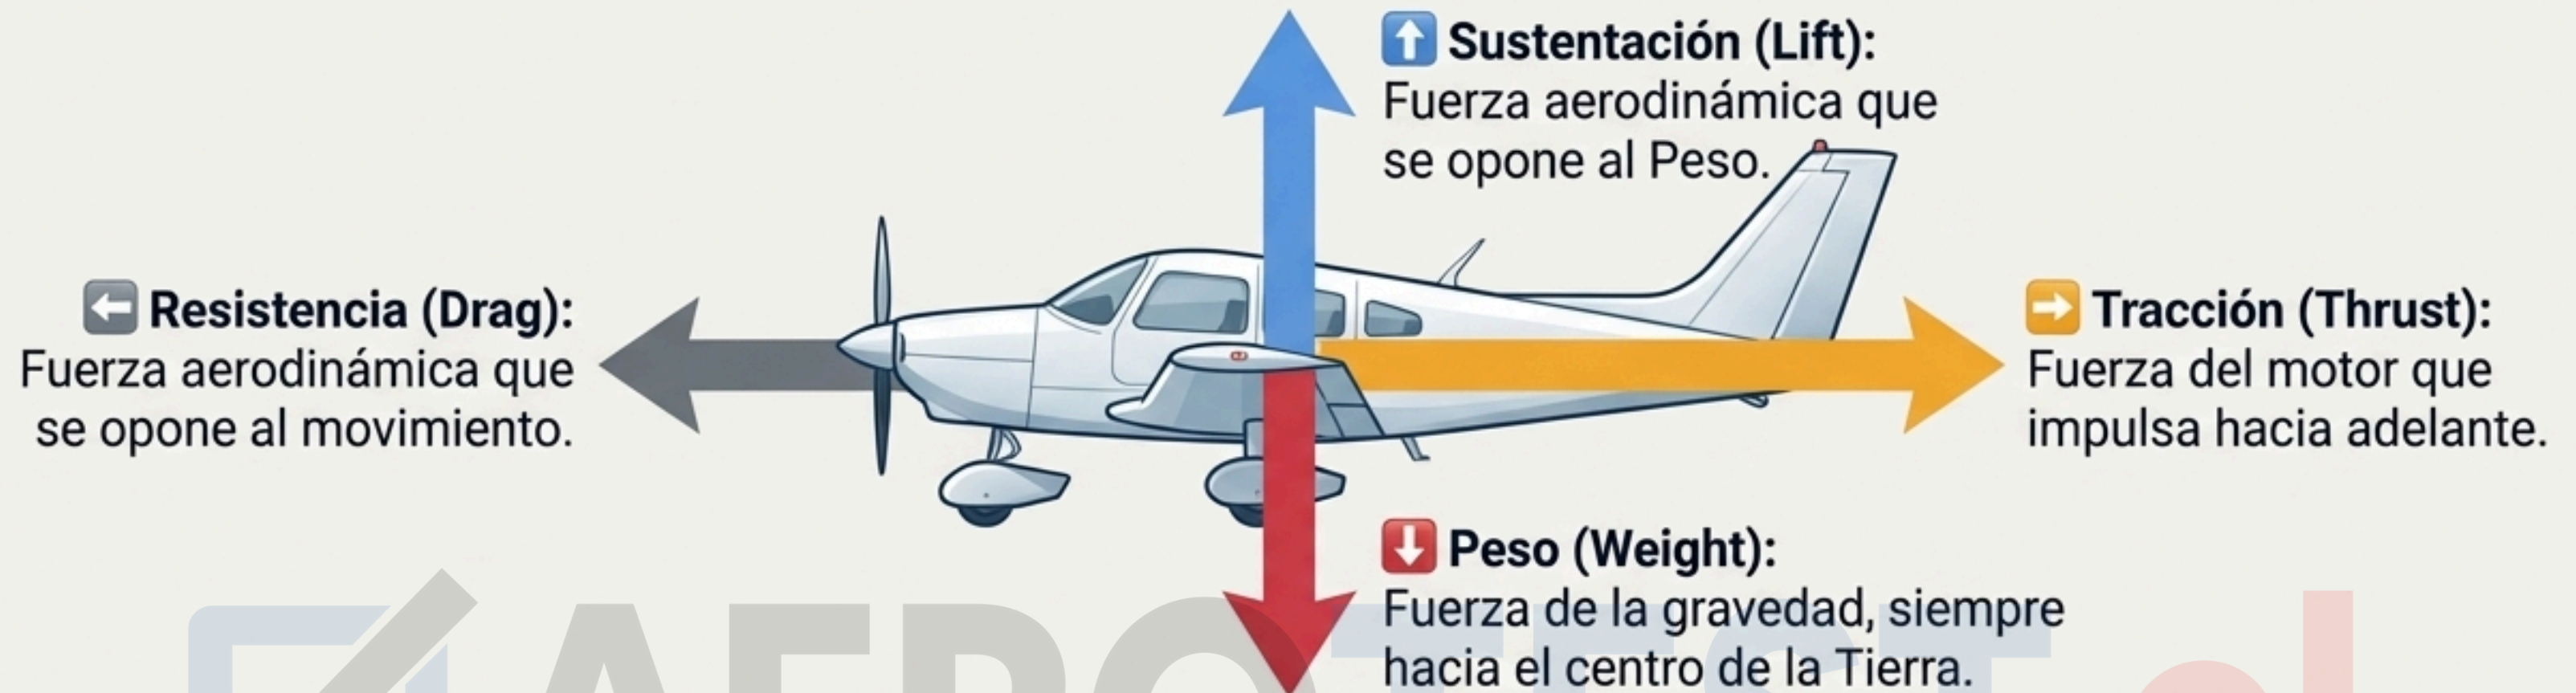 Sustentación (Lift):
Fuerza aerodinámica que
se opone al Peso.
Resistencia (Drag):
Fuerza aerodinámica que
se opone al movimiento.
Tracción (Thrust):
Fuerza del motor que
impulsa hacia adelante.
Peso (Weight):
Fuerza de la gravedad, siempre
hacia el centro de la Tierra.
AEROTEST.cl